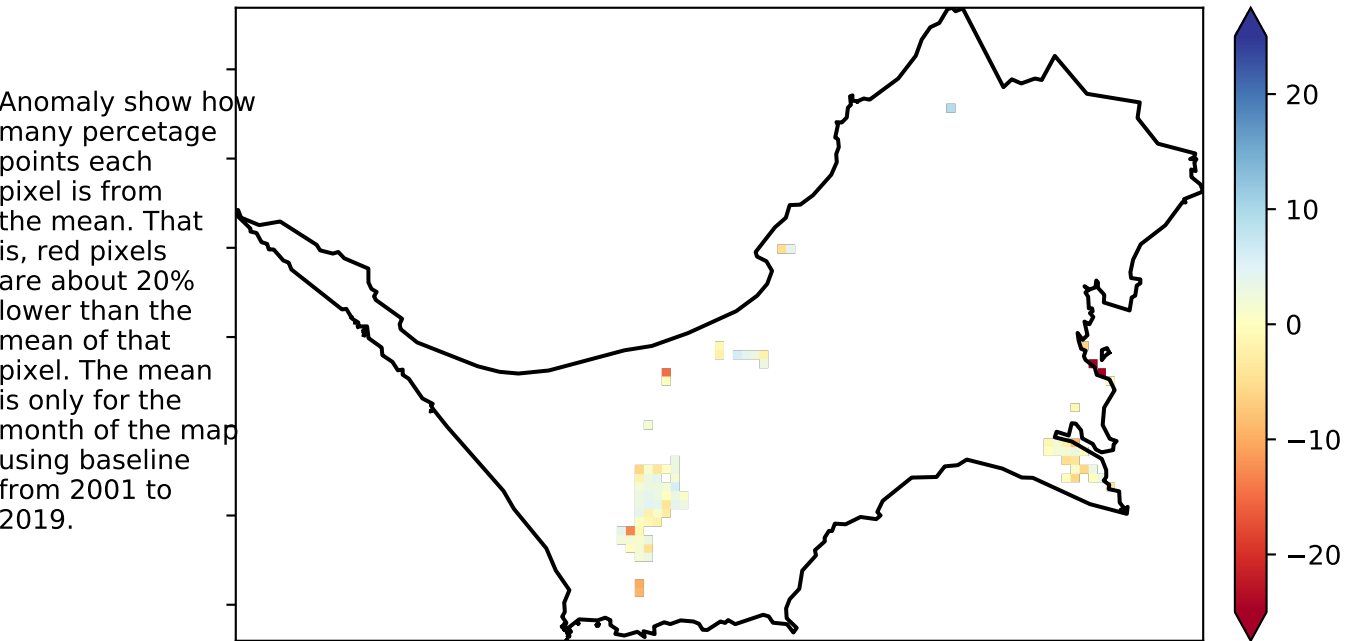 Anomaly show how
many percetage
points each
pixel is from
the mean. That
is, red pixels
are about 20%
lower than the
mean of that
pixel. The mean
is only for the
month of the map
using baseline
from 2001 to
2019.
20
10
0
−10
−20